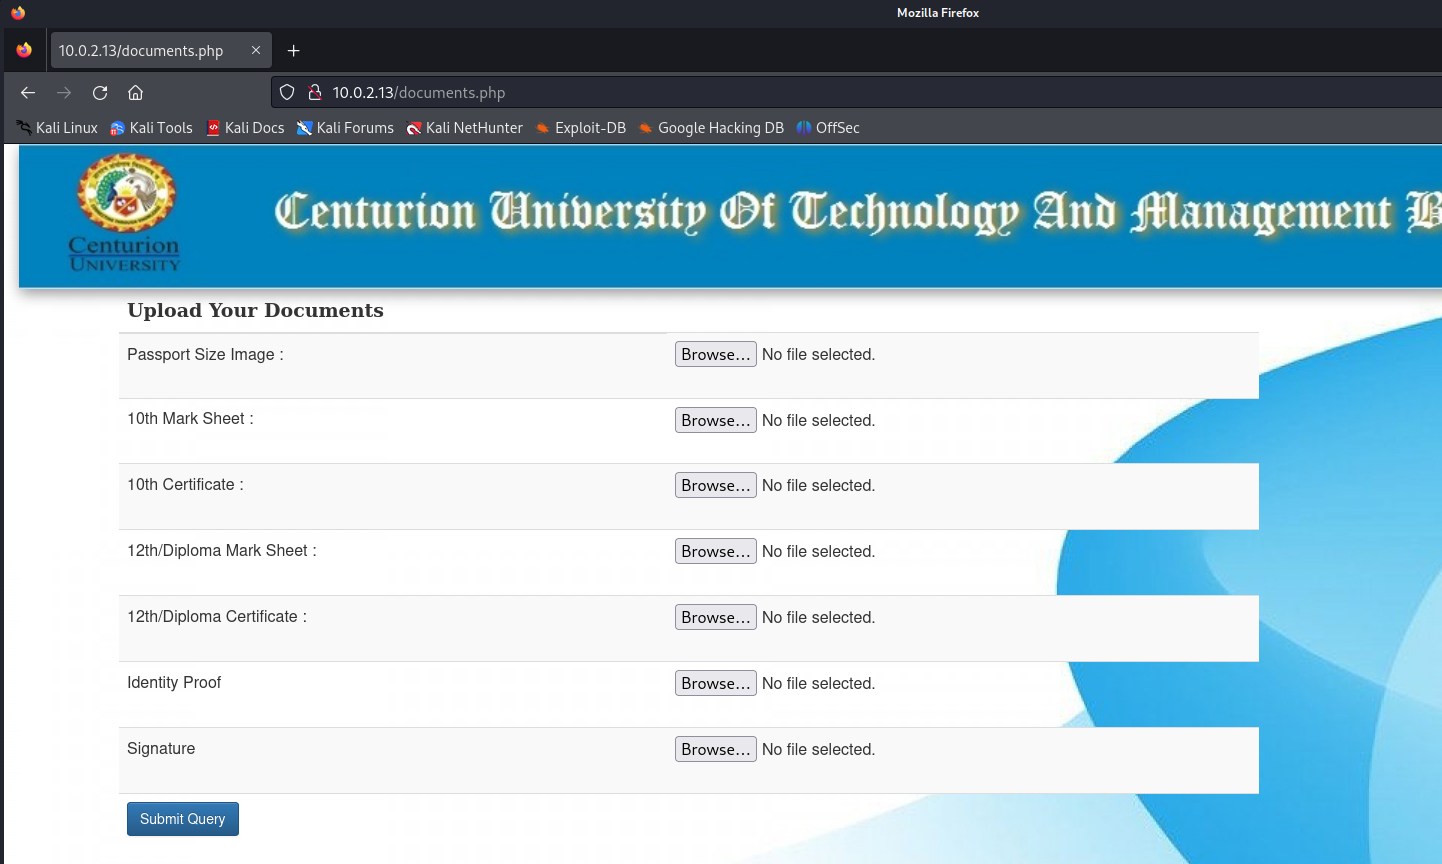 Mozilla Firefox
10.0.2.13/documents.php
10.0.2.13/documents.php
Kali Linux Kali Tools Kali Docs Kali Forums Kali NetHunter Exploit-DB Google Hacking DB OffSec
Centurion University Of Technology And Management B
Centurion
UNIVERSITY
Upload Your Documents
Passport Size Image : Browse... No file selected.
10th Mark Sheet : Browse... No file selected.
10th Certificate : Browse... No file selected.
12th/Diploma Mark Sheet : Browse... No file selected.
12th/Diploma Certificate : Browse... No file selected.
Identity Proof Browse... No file selected.
Signature Browse... No file selected.
Submit Query